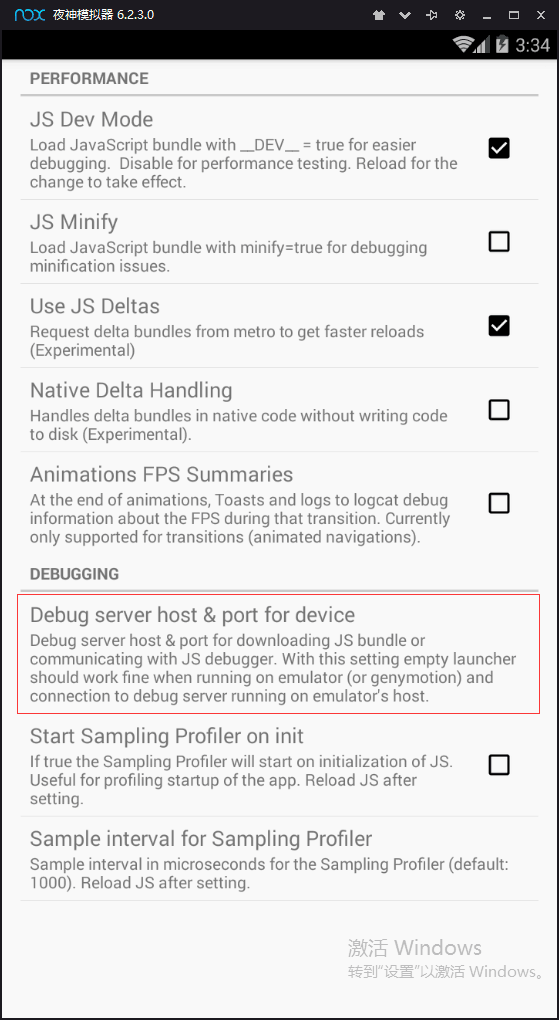 nox 夜神模拟器 6.2.3.0
3:34
PERFORMANCE
JS Dev Mode
Load JavaScript bundle with __DEV__ = true for easier
debugging.  Disable for performance testing. Reload for the
change to take effect.
JS Minify
Load JavaScript bundle with minify=true for debugging
minification issues.
Use JS Deltas
Request delta bundles from metro to get faster reloads
(Experimental)
Native Delta Handling
Handles delta bundles in native code without writing code
to disk (Experimental).
Animations FPS Summaries
At the end of animations, Toasts and logs to logcat debug
information about the FPS during that transition. Currently
only supported for transitions (animated navigations).
DEBUGGING
Debug server host & port for device
Debug server host & port for downloading JS bundle or
communicating with JS debugger. With this setting empty launcher
should work fine when running on emulator (or genymotion) and
connection to debug server running on emulator's host.
Start Sampling Profiler on init
If true the Sampling Profiler will start on initialization of JS.
Useful for profiling startup of the app. Reload JS after
setting.
Sample interval for Sampling Profiler
Sample interval in microseconds for the Sampling Profiler (default:
1000). Reload JS after setting.
激活 Windows
转到"设置"以激活 Windows。